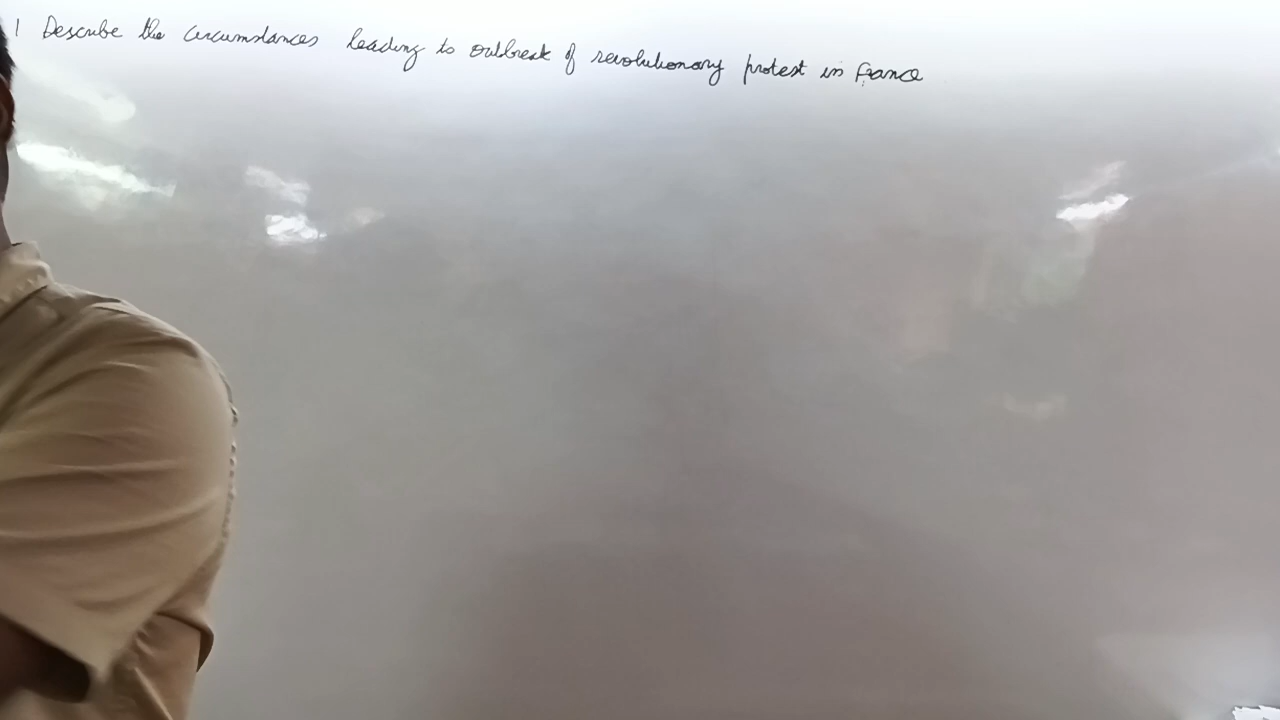 1 Describe the circumstances leading to outbreak of revolutionary protest in France